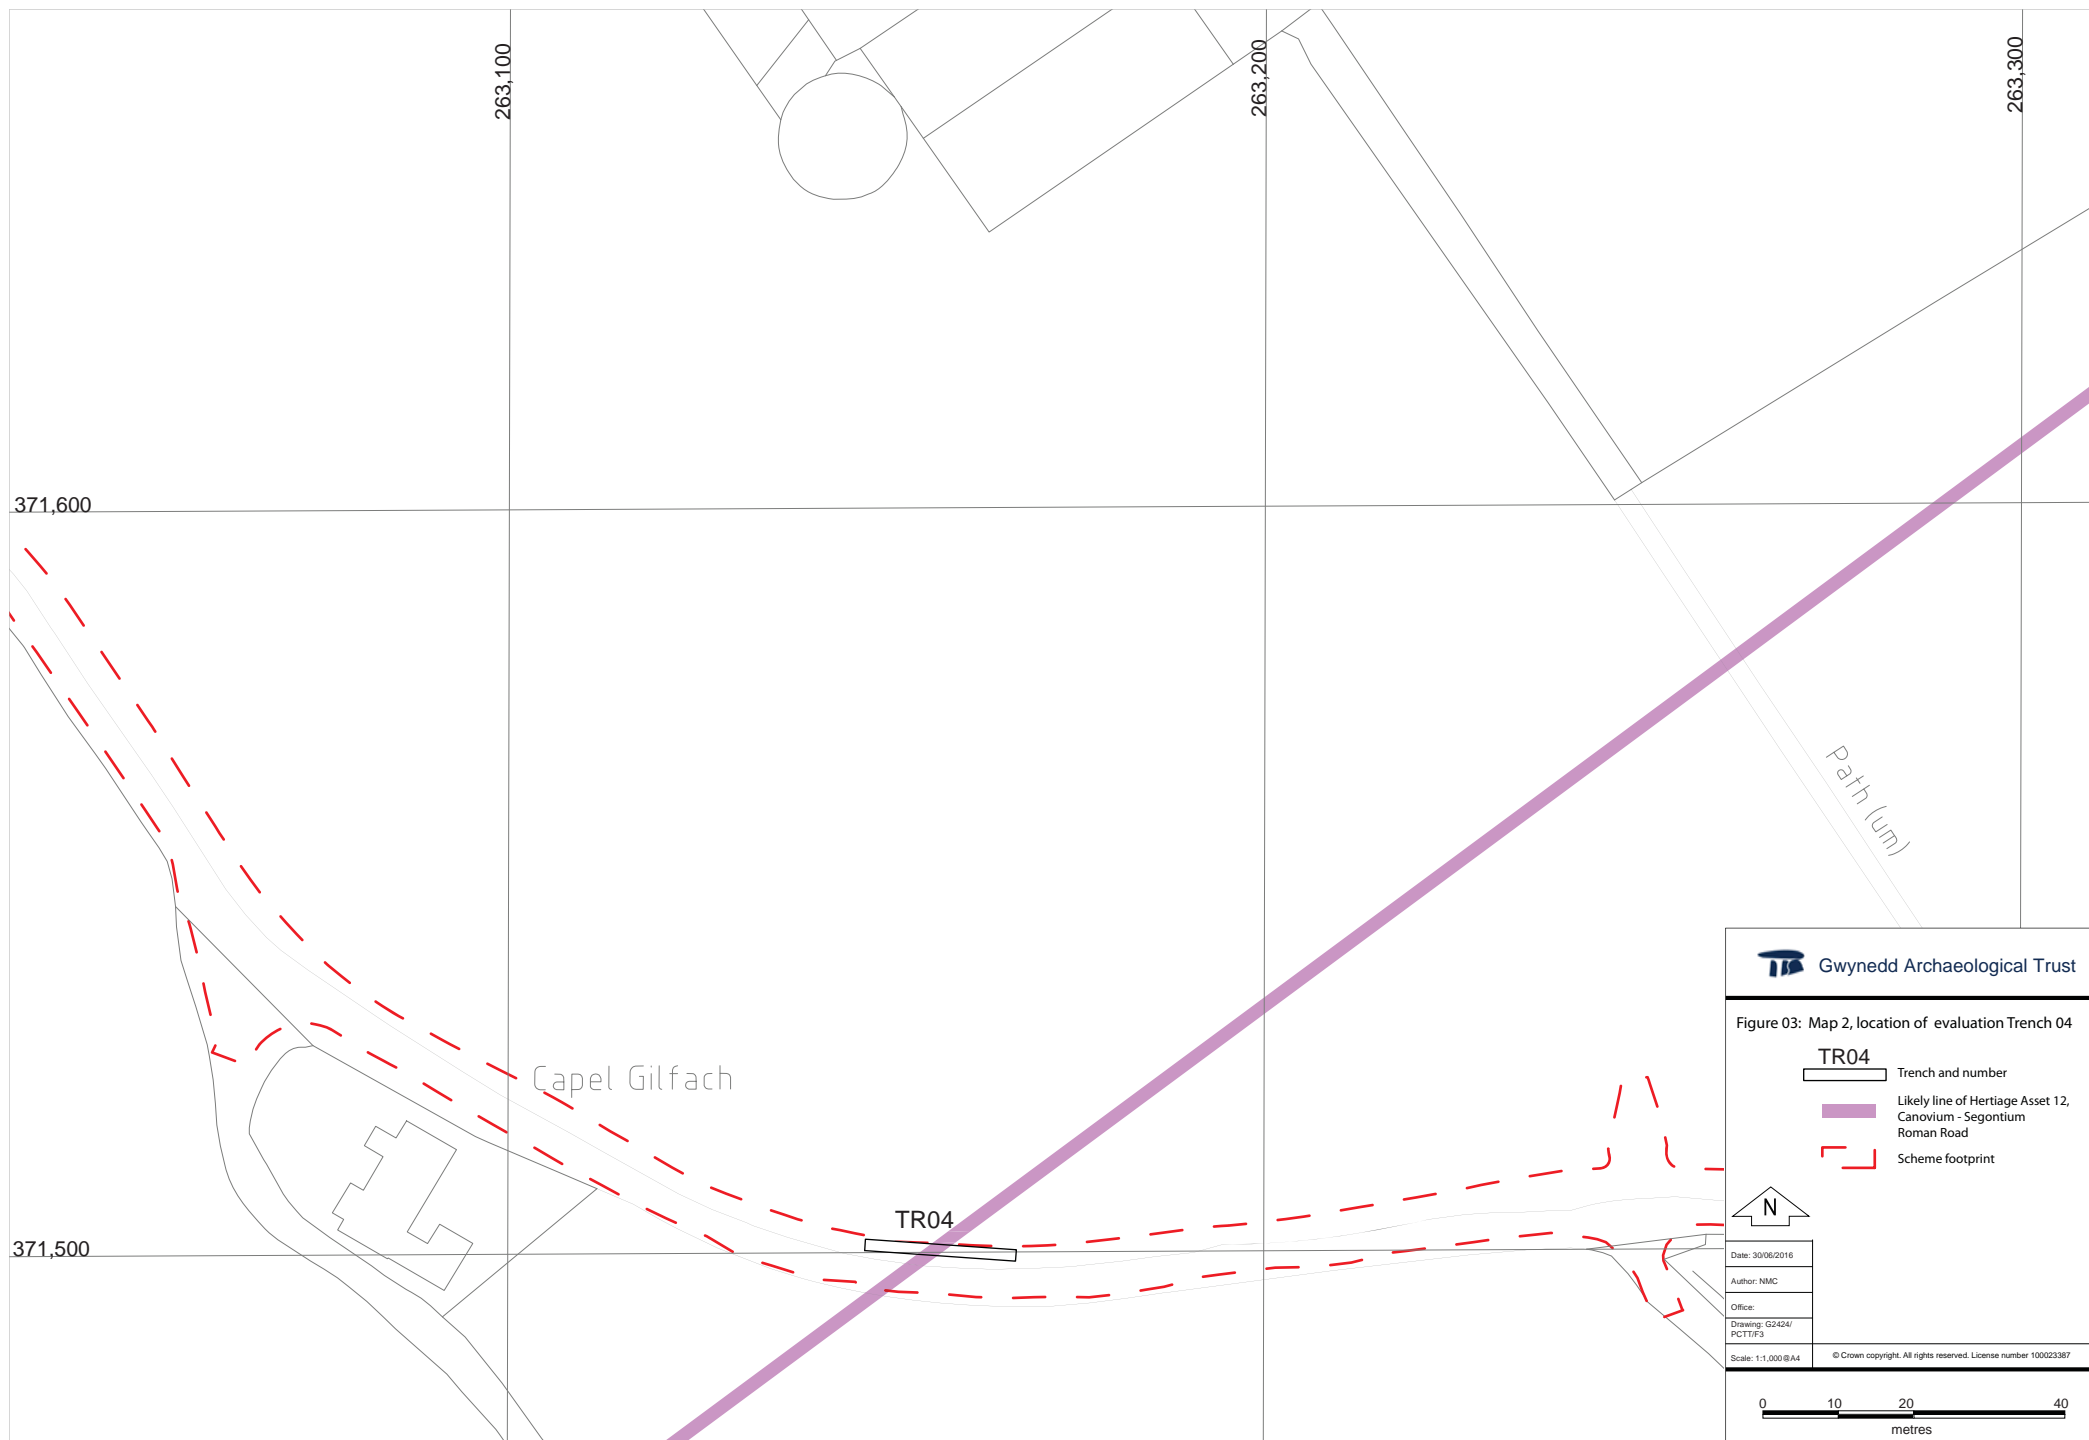 263,100
263,200
263,300
371,600
Path (um)
Capel Gilfach
TR04
371,500
Gwynedd Archaeological Trust
Figure 03: Map 2, location of evaluation Trench 04
TR04
Trench and number
Likely line of Hertiage Asset 12,
Canovium - Segontium
Roman Road
Scheme footprint
N
Date: 30/06/2016
Author: NMC
Office:
Drawing: G2424/
PCTT/F3
Scale: 1:1,000@A4
© Crown copyright. All rights reserved. License number 100023387
0 10 20 40
metres